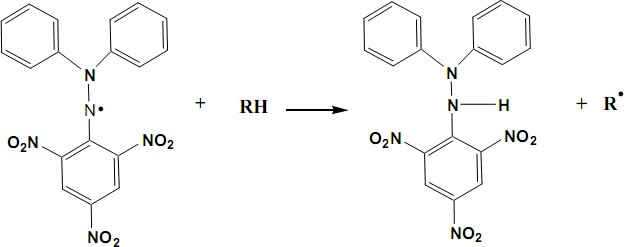 N
N•
+ RH
O₂N NO₂
NO₂
N
N H
+ R•
O₂N NO₂
NO₂